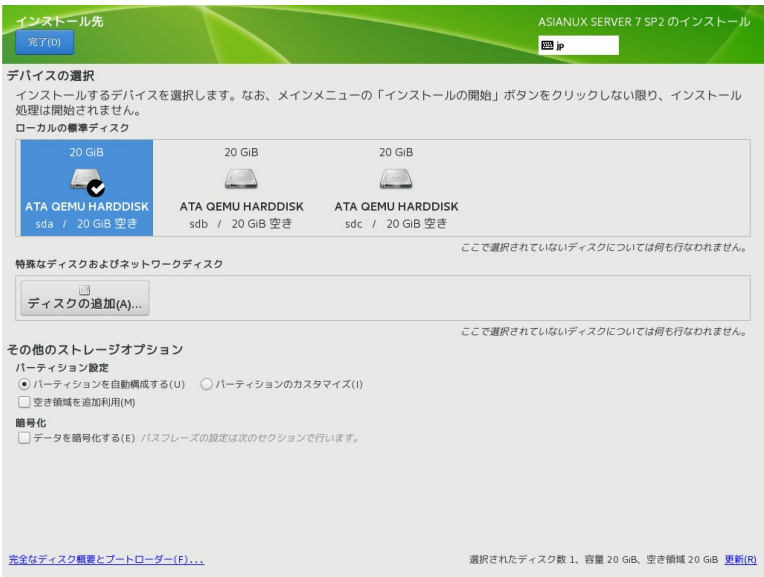 インストール先
ASIANUX SERVER 7 SP2 のインストール
完了(D)
jp
デバイスの選択
インストールするデバイスを選択します。なお、メインメニューの「インストールの開始」ボタンをクリックしない限り、インストール
処理は開始されません。
ローカルの標準ディスク
20 GiB
20 GiB
20 GiB
ATA QEMU HARDDISK
ATA QEMU HARDDISK
ATA QEMU HARDDISK
sda / 20 GiB 空き
sdb / 20 GiB 空き
sdc / 20 GiB 空き
ここで選択されていないディスクについては何も行なわれません。
特殊なディスクおよびネットワークディスク
ディスクの追加(A)...
ここで選択されていないディスクについては何も行なわれません。
その他のストレージオプション
パーティション設定
パーティションを自動構成する(U) パーティションのカスタマイズ(I)
空き領域を追加利用(M)
暗号化
データを暗号化する(E) パスフレーズの設定は次のセクションで行います。
完全なディスク概要とブートローダー(F)...
選択されたディスク数 1、容量 20 GiB、空き領域 20 GiB 更新(R)